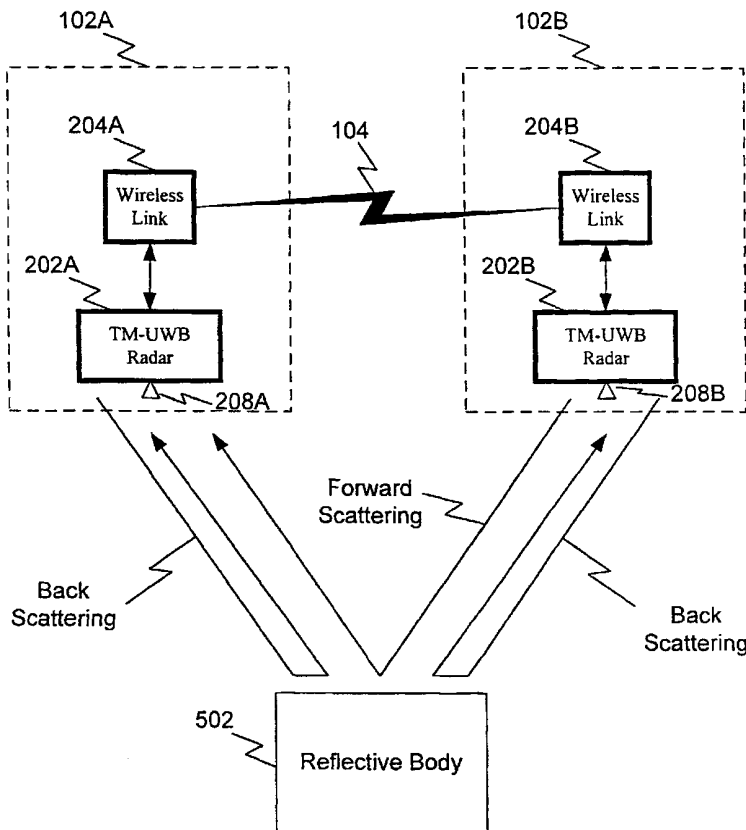 102A
102B
204A
104
204B
Wireless
Link
Wireless
Link
202A
202B
TM-UWB
Radar
TM-UWB
Radar
208A
208B
Forward
Scattering
Back
Scattering
Back
Scattering
502
Reflective Body